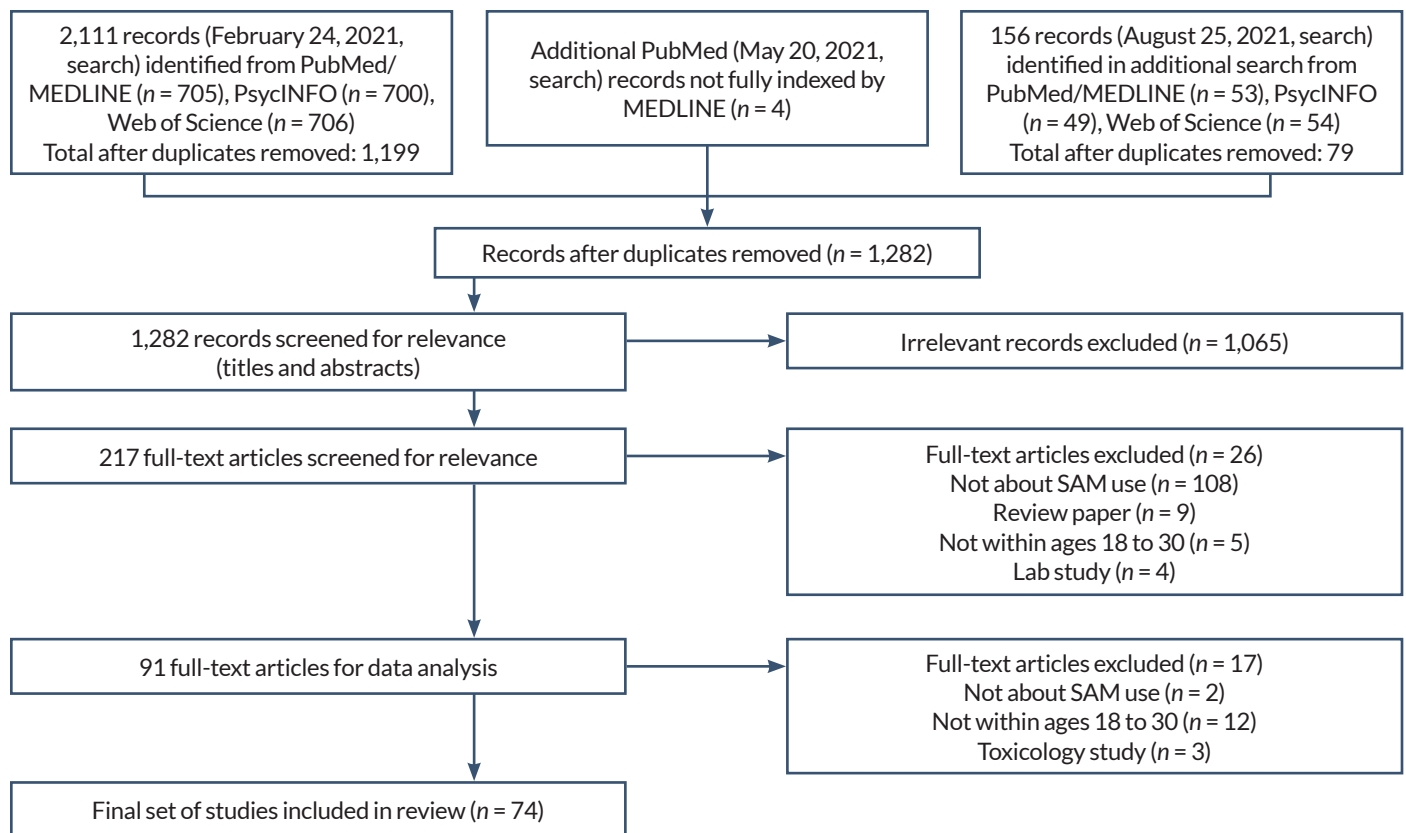 2,111 records (February 24, 2021,
search) identified from PubMed/
MEDLINE (n = 705), PsycINFO (n = 700),
Web of Science (n = 706)
Total after duplicates removed: 1,199
Additional PubMed (May 20, 2021,
search) records not fully indexed by
MEDLINE (n = 4)
156 records (August 25, 2021, search)
identified in additional search from
PubMed/MEDLINE (n = 53), PsycINFO
(n = 49), Web of Science (n = 54)
Total after duplicates removed: 79
Records after duplicates removed (n = 1,282)
1,282 records screened for relevance
(titles and abstracts)
Irrelevant records excluded (n = 1,065)
217 full-text articles screened for relevance
Full-text articles excluded (n = 26)
Not about SAM use (n = 108)
Review paper (n = 9)
Not within ages 18 to 30 (n = 5)
Lab study (n = 4)
91 full-text articles for data analysis
Full-text articles excluded (n = 17)
Not about SAM use (n = 2)
Not within ages 18 to 30 (n = 12)
Toxicology study (n = 3)
Final set of studies included in review (n = 74)